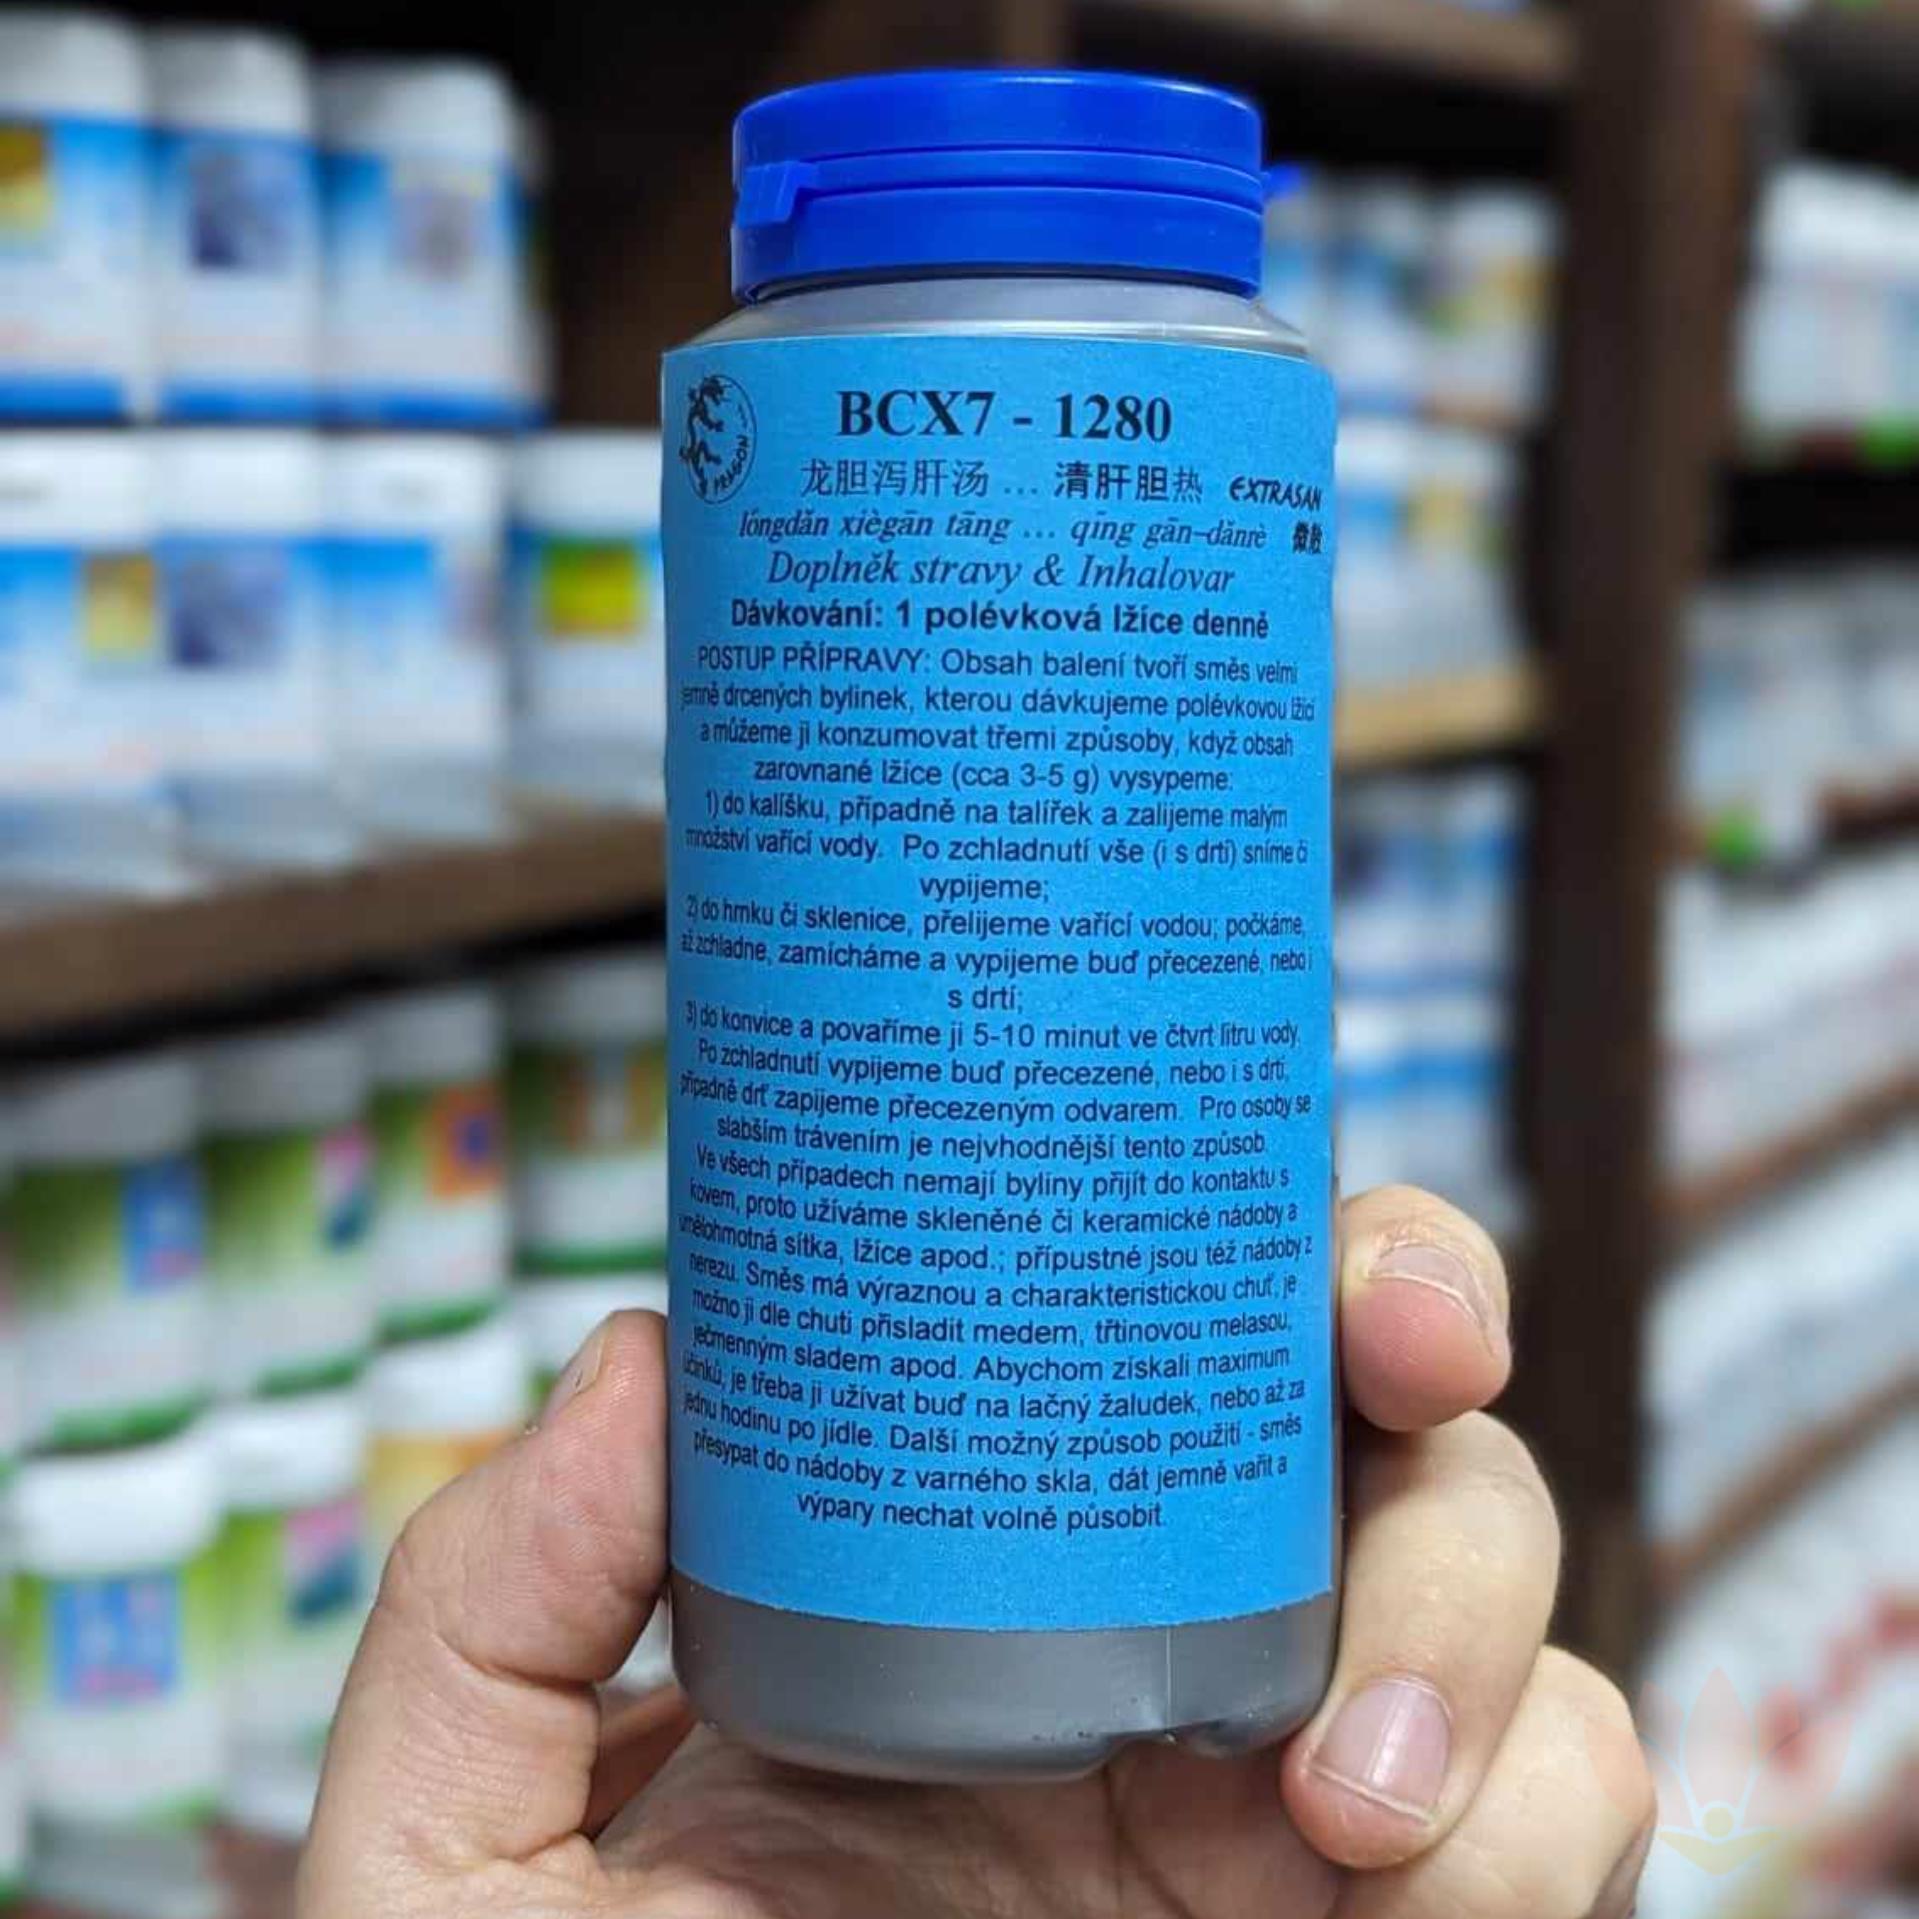 BCX7 - 1280
DRAGON
龙胆泻肝汤 ... 清肝胆热 EXTRASAN
lóngdǎn xiègān tāng ... qīng gān-dǎnrè 微散
Doplněk stravy & Inhalovar
Dávkování: 1 polévková lžíce denně
POSTUP PŘÍPRAVY: Obsah balení tvoří směs velmi
jemně drcených bylinek, kterou dávkujeme polévkovou lžící
a můžeme ji konzumovat třemi způsoby, když obsah
zarovnané lžíce (cca 3-5 g) vysypeme:
1) do kalíšku, případně na talířek a zalijeme malým
množství vařící vody. Po zchladnutí vše (i s drtí) sníme či
vypijeme;
2) do hrnku či sklenice, přelijeme vařící vodou; počkáme,
až zchladne, zamícháme a vypijeme buď přecezené, nebo i
s drtí;
3) do konvice a povaříme ji 5-10 minut ve čtvrt litru vody.
Po zchladnutí vypijeme buď přecezené, nebo i s drtí,
případně drť zapijeme přecezeným odvarem. Pro osoby se
slabším trávením je nejvhodnější tento způsob.
Ve všech případech nemají byliny přijít do kontaktu s
kovem, proto užíváme skleněné či keramické nádoby a
umělohmotná sítka, lžíce apod.; přípustné jsou též nádoby z
nerezu. Směs má výraznou a charakteristickou chuť, je
možno ji dle chuti přisladit medem, třtinovou melasou,
ječmenným sladem apod. Abychom získali maximum
účinků, je třeba ji užívat buď na lačný žaludek, nebo až za
jednu hodinu po jídle. Další možný způsob použití - směs
přesypat do nádoby z varného skla, dát jemně vařit a
výpary nechat volně působit.